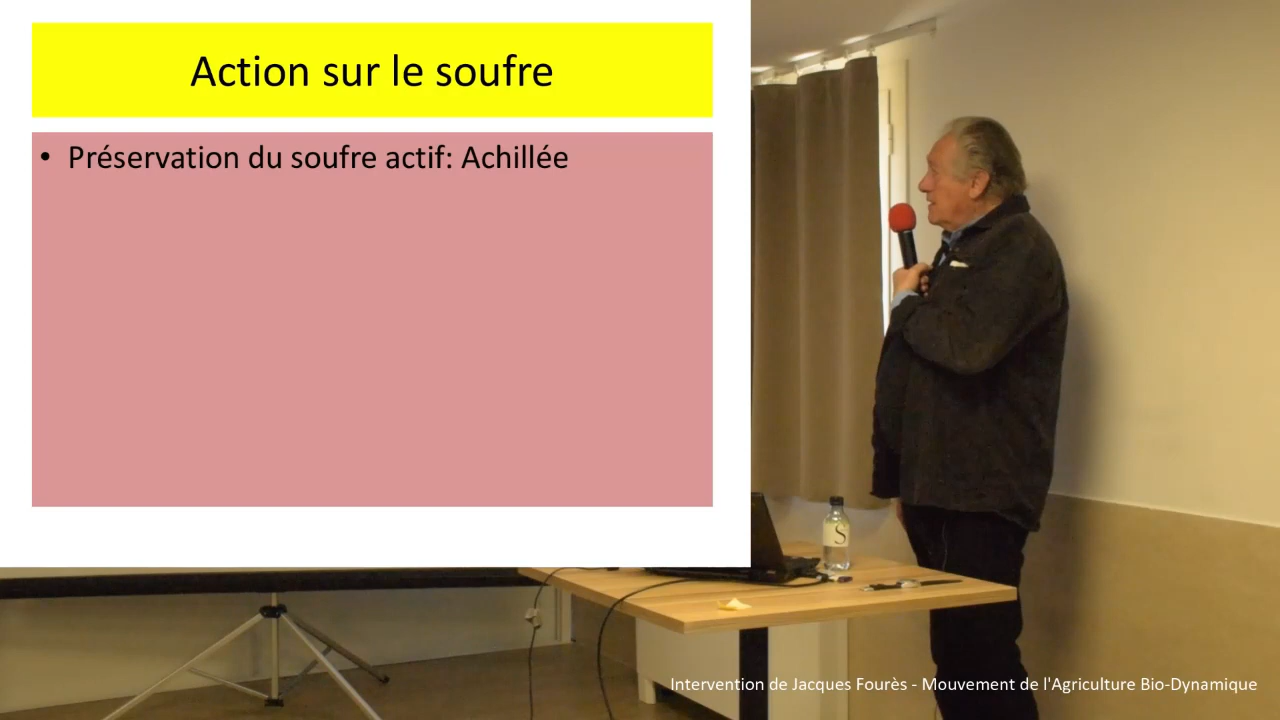 Action sur le soufre
• Préservation du soufre actif: Achillée
S
Intervention de Jacques Fourès - Mouvement de l'Agriculture Bio-Dynamique